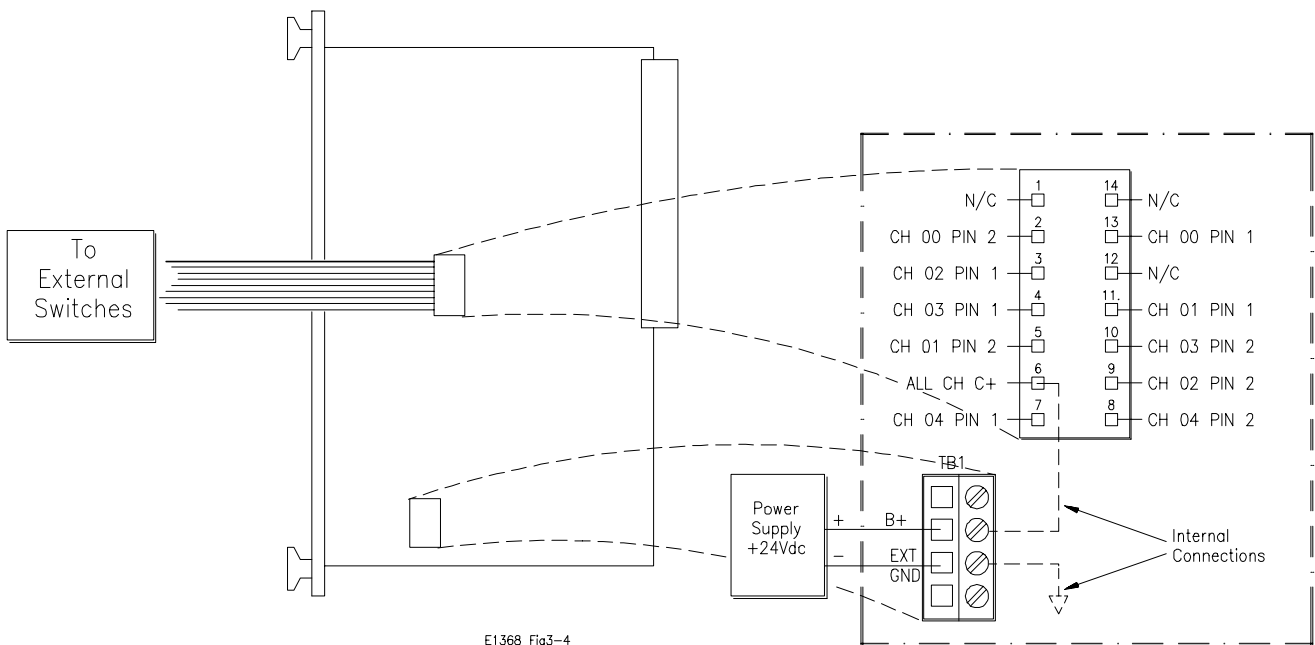 To
External
Switches
1 14
N/C N/C
2 13
CH 00 PIN 2 CH 00 PIN 1
3 12
CH 02 PIN 1 N/C
4 11.
CH 03 PIN 1 CH 01 PIN 1
5 10
CH 01 PIN 2 CH 03 PIN 2
6 9
ALL CH C+ CH 02 PIN 2
7 8
CH 04 PIN 1 CH 04 PIN 2
TB1
Power
Supply
+24Vdc
+ B+
- EXT
GND
Internal
Connections
E1368 Fig3-4